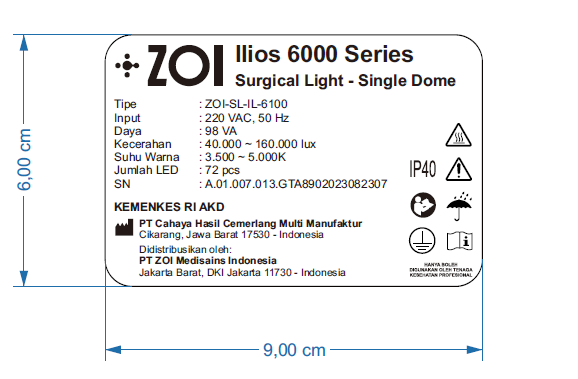 ZOI
Ilios 6000 Series
Surgical Light - Single Dome
Tipe : ZOI-SL-IL-6100
Input : 220 VAC, 50 Hz
Daya : 98 VA
Kecerahan : 40.000 ~ 160.000 lux
Suhu Warna : 3.500 ~ 5.000K
Jumlah LED : 72 pcs
SN : A.01.007.013.GTA8902023082307
IP40
KEMENKES RI AKD
PT Cahaya Hasil Cemerlang Multi Manufaktur
Cikarang, Jawa Barat 17530 - Indonesia
Didistribusikan oleh:
PT ZOI Medisains Indonesia
Jakarta Barat, DKI Jakarta 11730 - Indonesia
HANYA BOLEH
DIGUNAKAN OLEH TENAGA
KESEHATAN PROFESIONAL
6,00 cm
9,00 cm